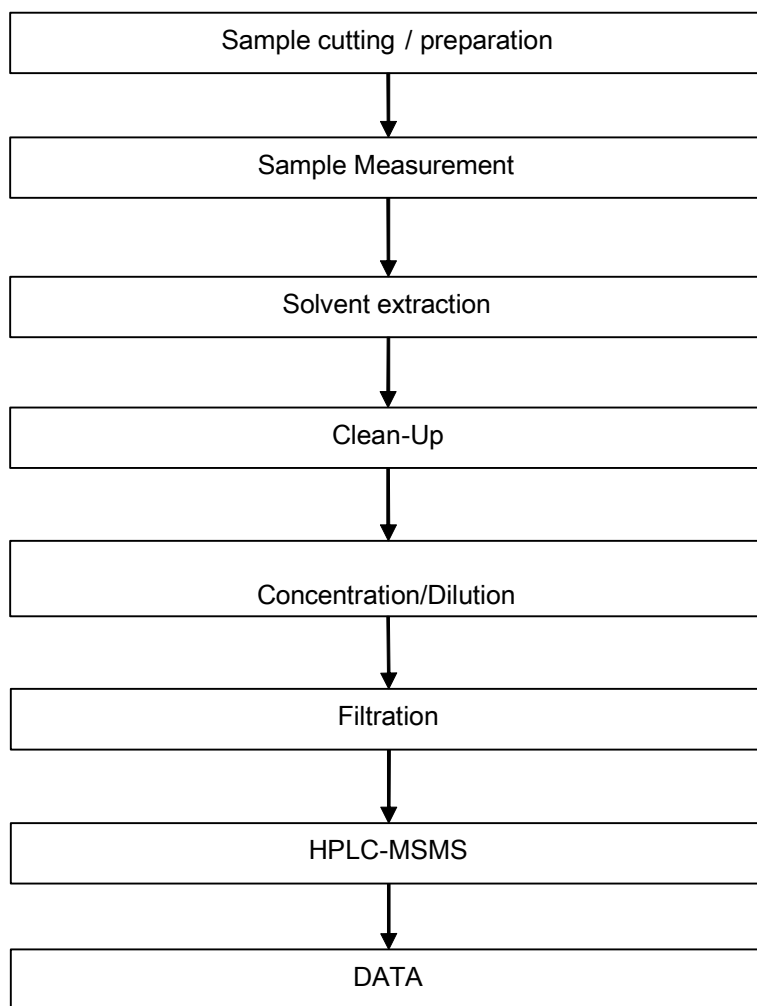 Sample cutting / preparation
Sample Measurement
Solvent extraction
Clean-Up
Concentration/Dilution
Filtration
HPLC-MSMS
DATA